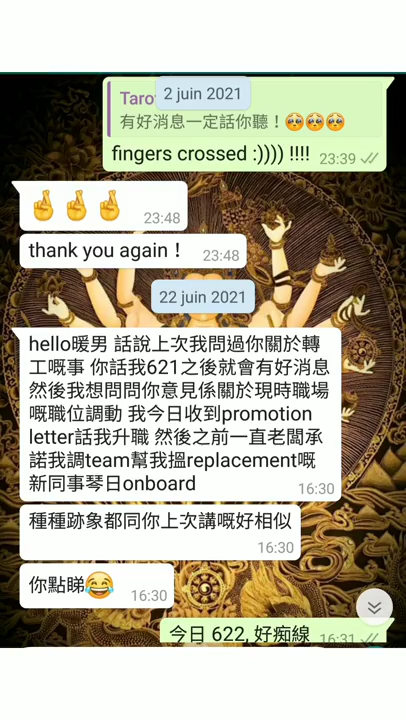 Taro
2 juin 2021
有好消息一定話你聽！🥺🥺🥺
fingers crossed :)))) !!!! 23:39
🤞🤞🤞 23:48
thank you again！ 23:48
22 juin 2021
hello暖男 話說上次我問過你關於轉
工嘅事 你話我621之後就會有好消息
然後我想問問你意見係關於現時職場
嘅職位調動 我今日收到promotion
letter話我升職 然後之前一直老闆承
諾我調team幫我搵replacement嘅
新同事琴日onboard
16:30
種種跡象都同你上次講嘅好相似
16:30
你點睇😂 16:30
今日 622, 好痴線 16:31